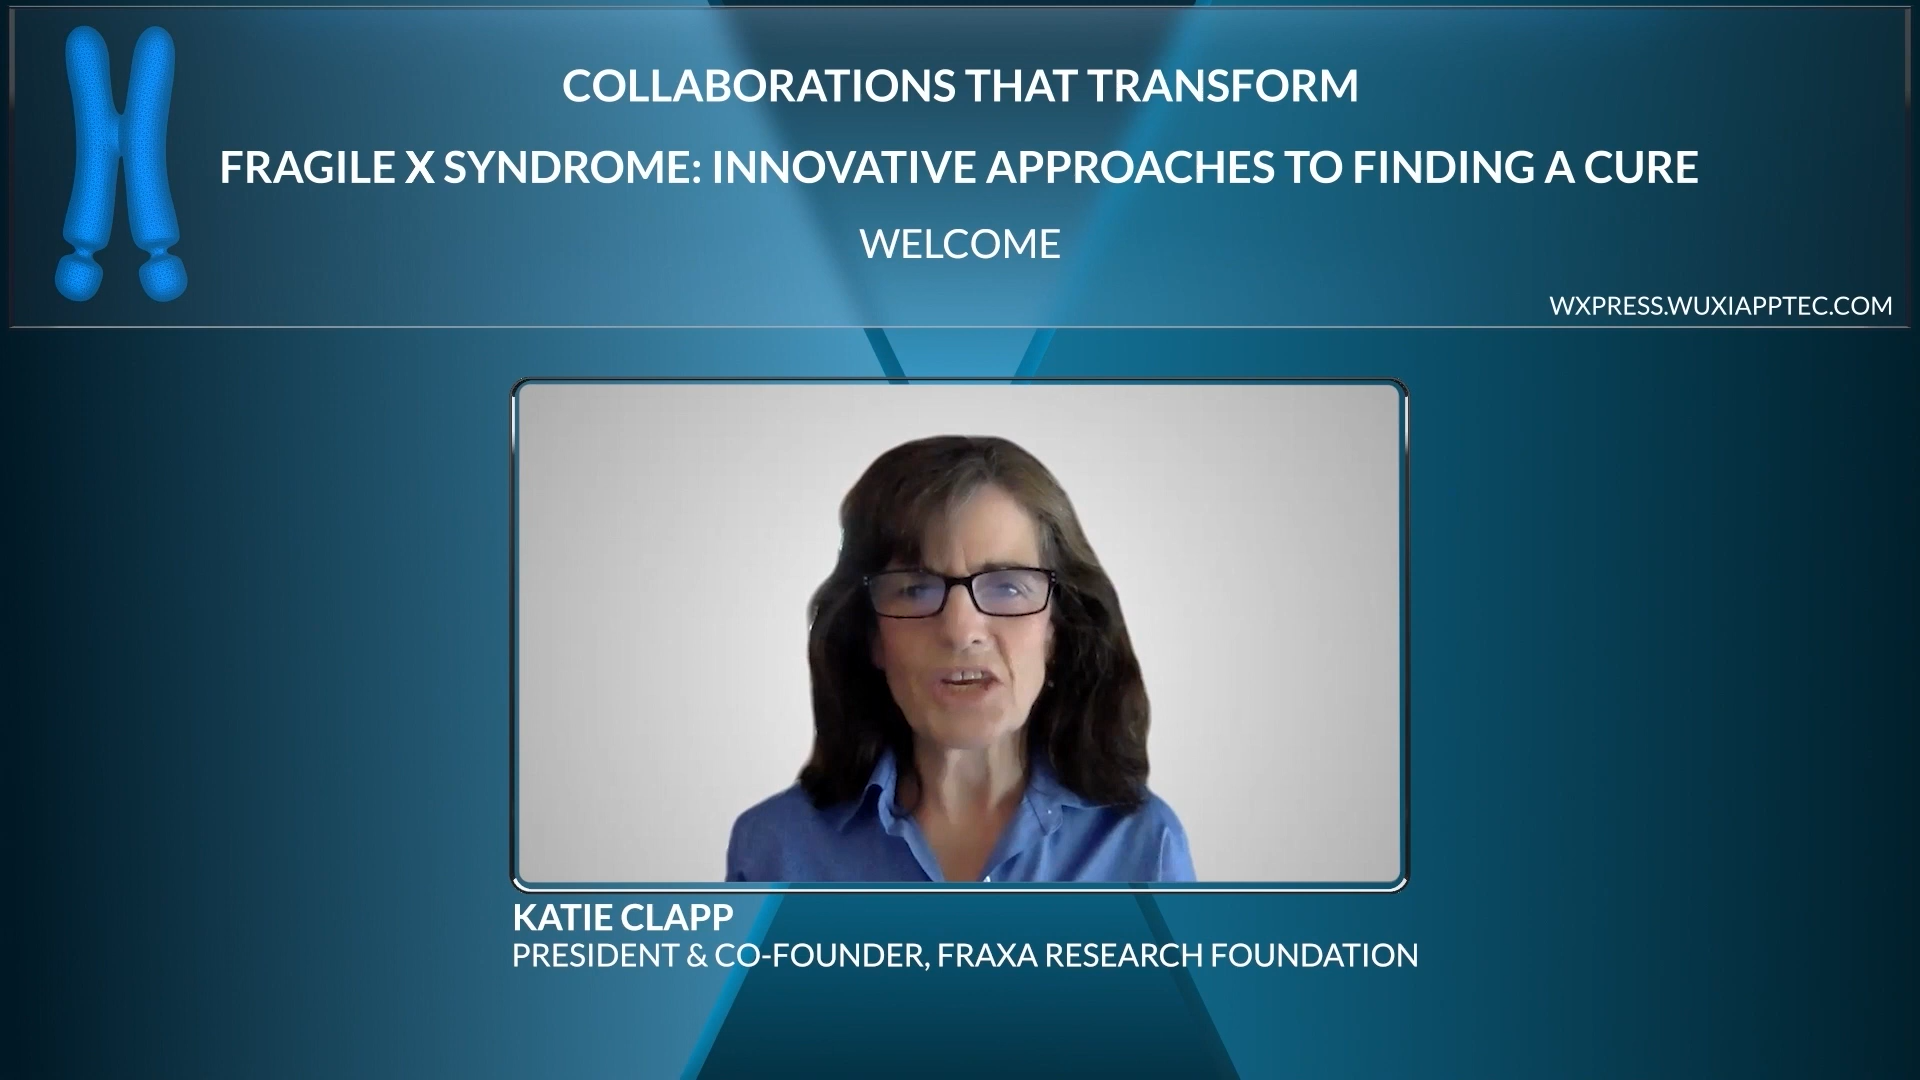 COLLABORATIONS THAT TRANSFORM
FRAGILE X SYNDROME: INNOVATIVE APPROACHES TO FINDING A CURE
WELCOME
WXPRESS.WUXIAPPTEC.COM
KATIE CLAPP
PRESIDENT & CO-FOUNDER, FRAXA RESEARCH FOUNDATION